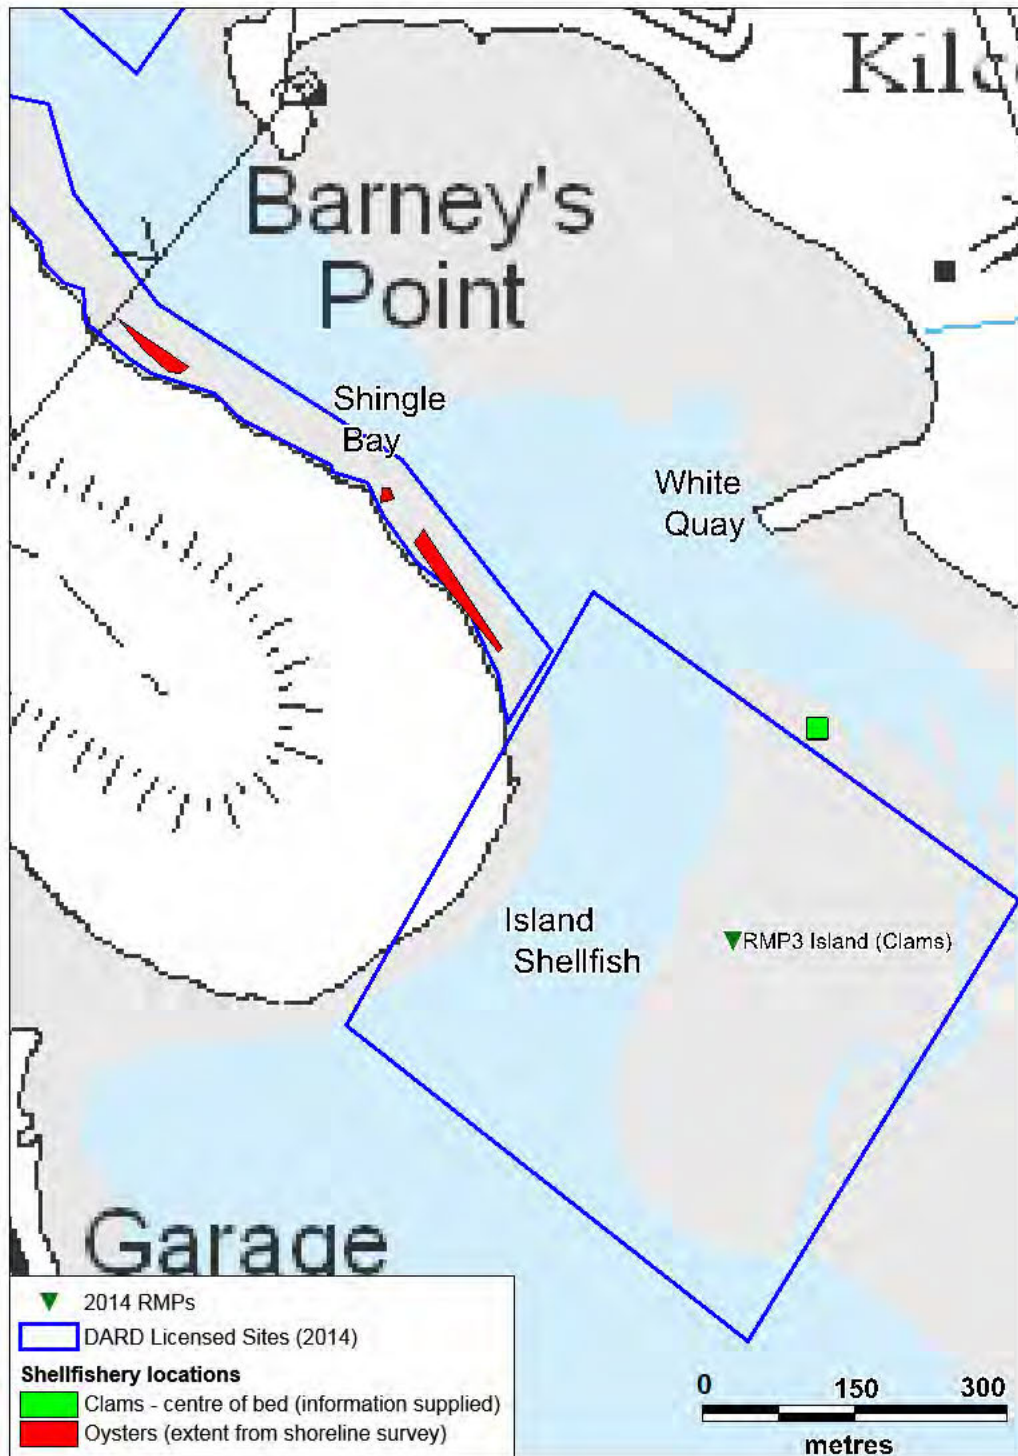 Barney's
Point
Shingle
Bay
White
Quay
Island
Shellfish
RMP3 Island (Clams)
Garage
2014 RMPs
DARD Licensed Sites (2014)
Shellfishery locations
Clams - centre of bed (information supplied)
Oysters (extent from shoreline survey)
0 150 300
metres